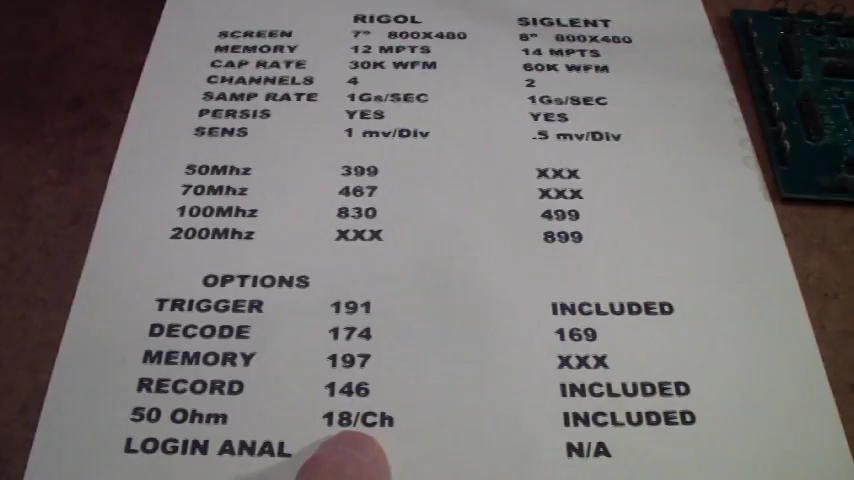 RIGOL SIGLENT
SCREEN 7" 800X480 8" 800X480
MEMORY 12 MPTS 14 MPTS
CAP RATE 30K WFM 60K WFM
CHANNELS 4 2
SAMP RATE 1Gs/SEC 1Gs/SEC
PERSIS YES YES
SENS 1 mv/Div .5 mv/Div
50Mhz 399 XXX
70Mhz 467 XXX
100Mhz 830 499
200Mhz XXX 899
OPTIONS
TRIGGER 191 INCLUDED
DECODE 174 169
MEMORY 197 XXX
RECORD 146 INCLUDED
50 Ohm 18/Ch INCLUDED
LOGIN ANAL N/A